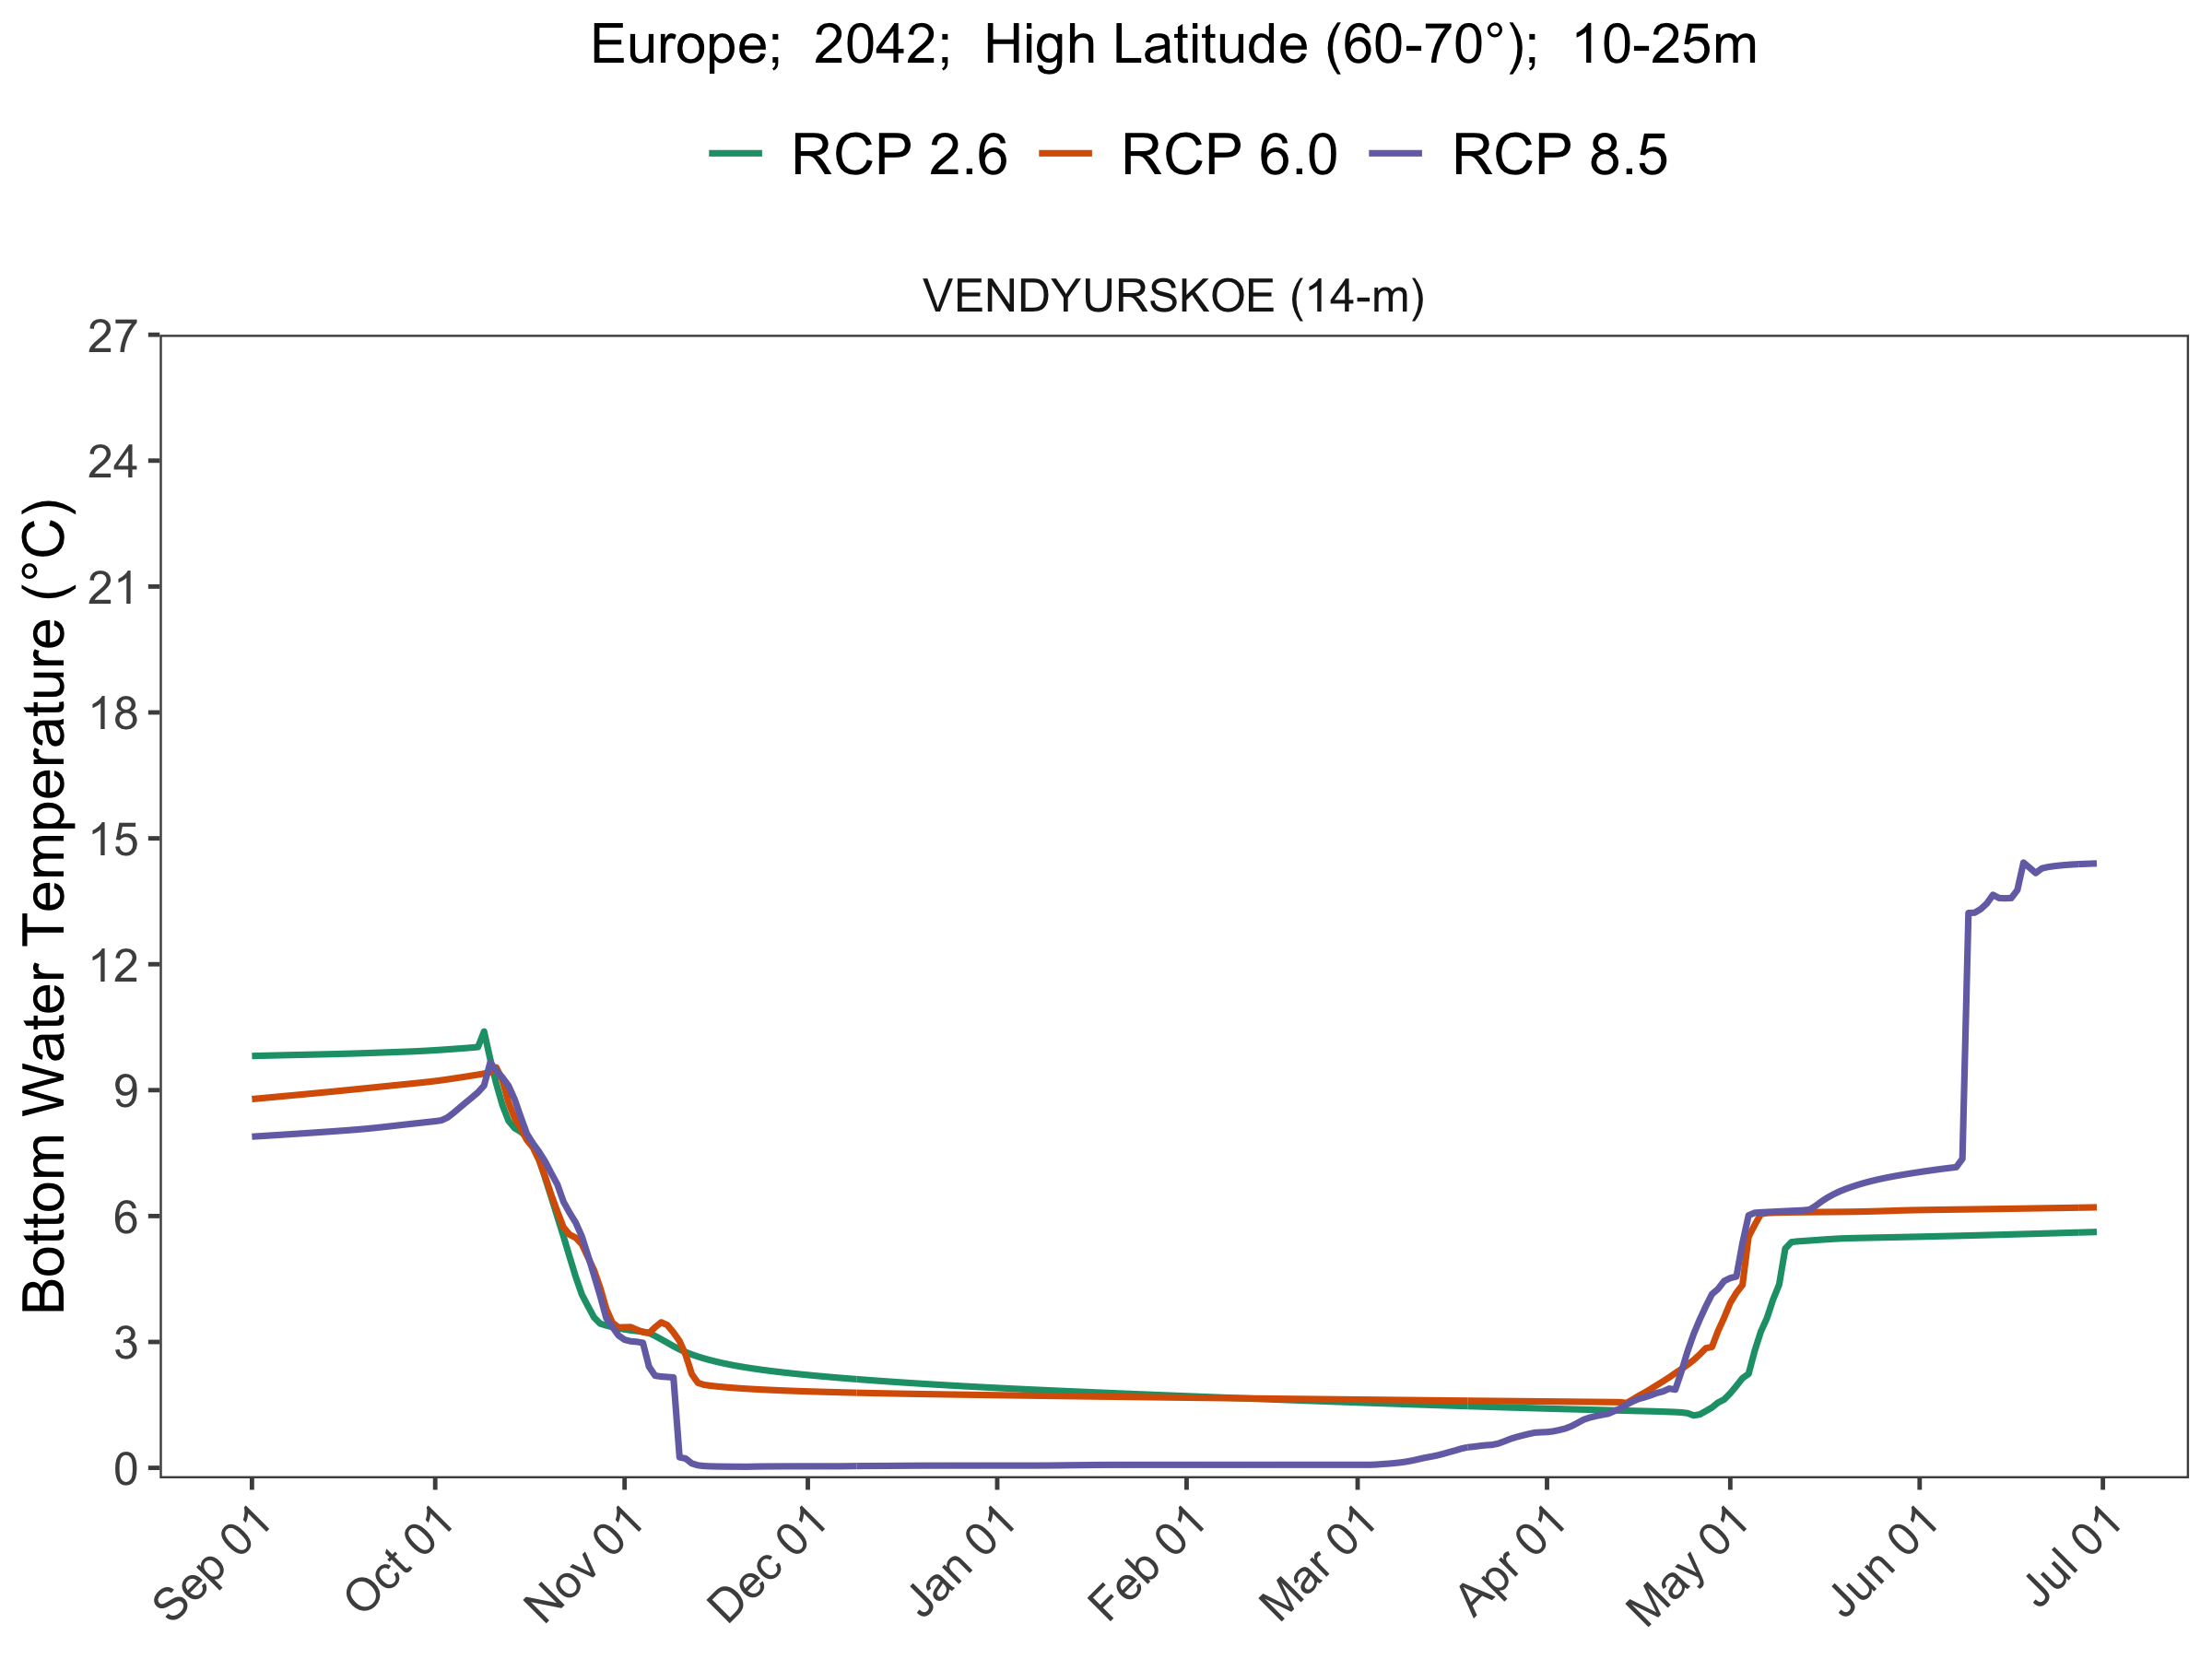 Europe;  2042;  High Latitude (60-70°);  10-25m
RCP 2.6 RCP 6.0 RCP 8.5
VENDYURSKOE (14-m)
Bottom Water Temperature (°C)
27
24
21
18
15
12
9
6
3
0
Sep 01 Oct 01 Nov 01 Dec 01 Jan 01 Feb 01 Mar 01 Apr 01 May 01 Jun 01 Jul 01